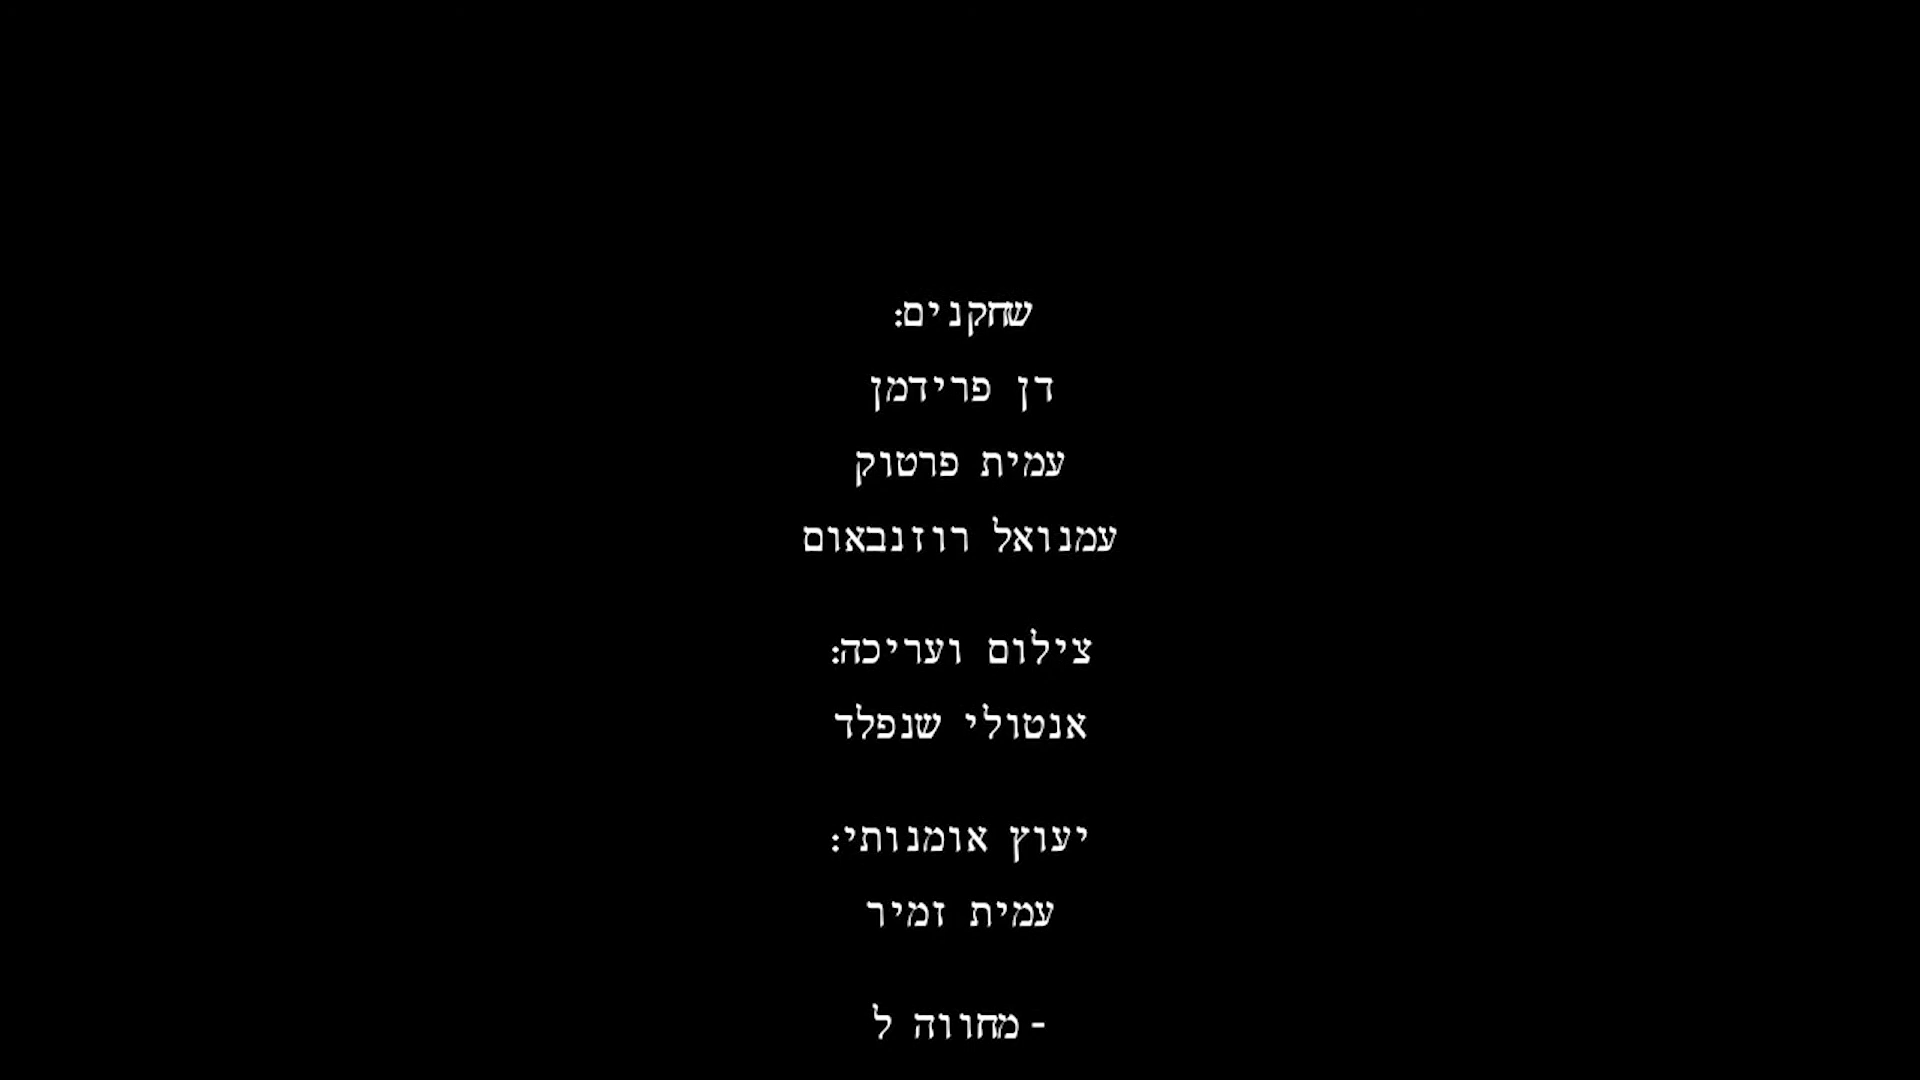 שחקנים:
דן פרידמן
עמית פרטוק
עמנואל רוזנבאום
צילום ועריכה:
אנטולי שנפלד
יעוץ אומנותי:
עמית זמיר
- מחווה ל